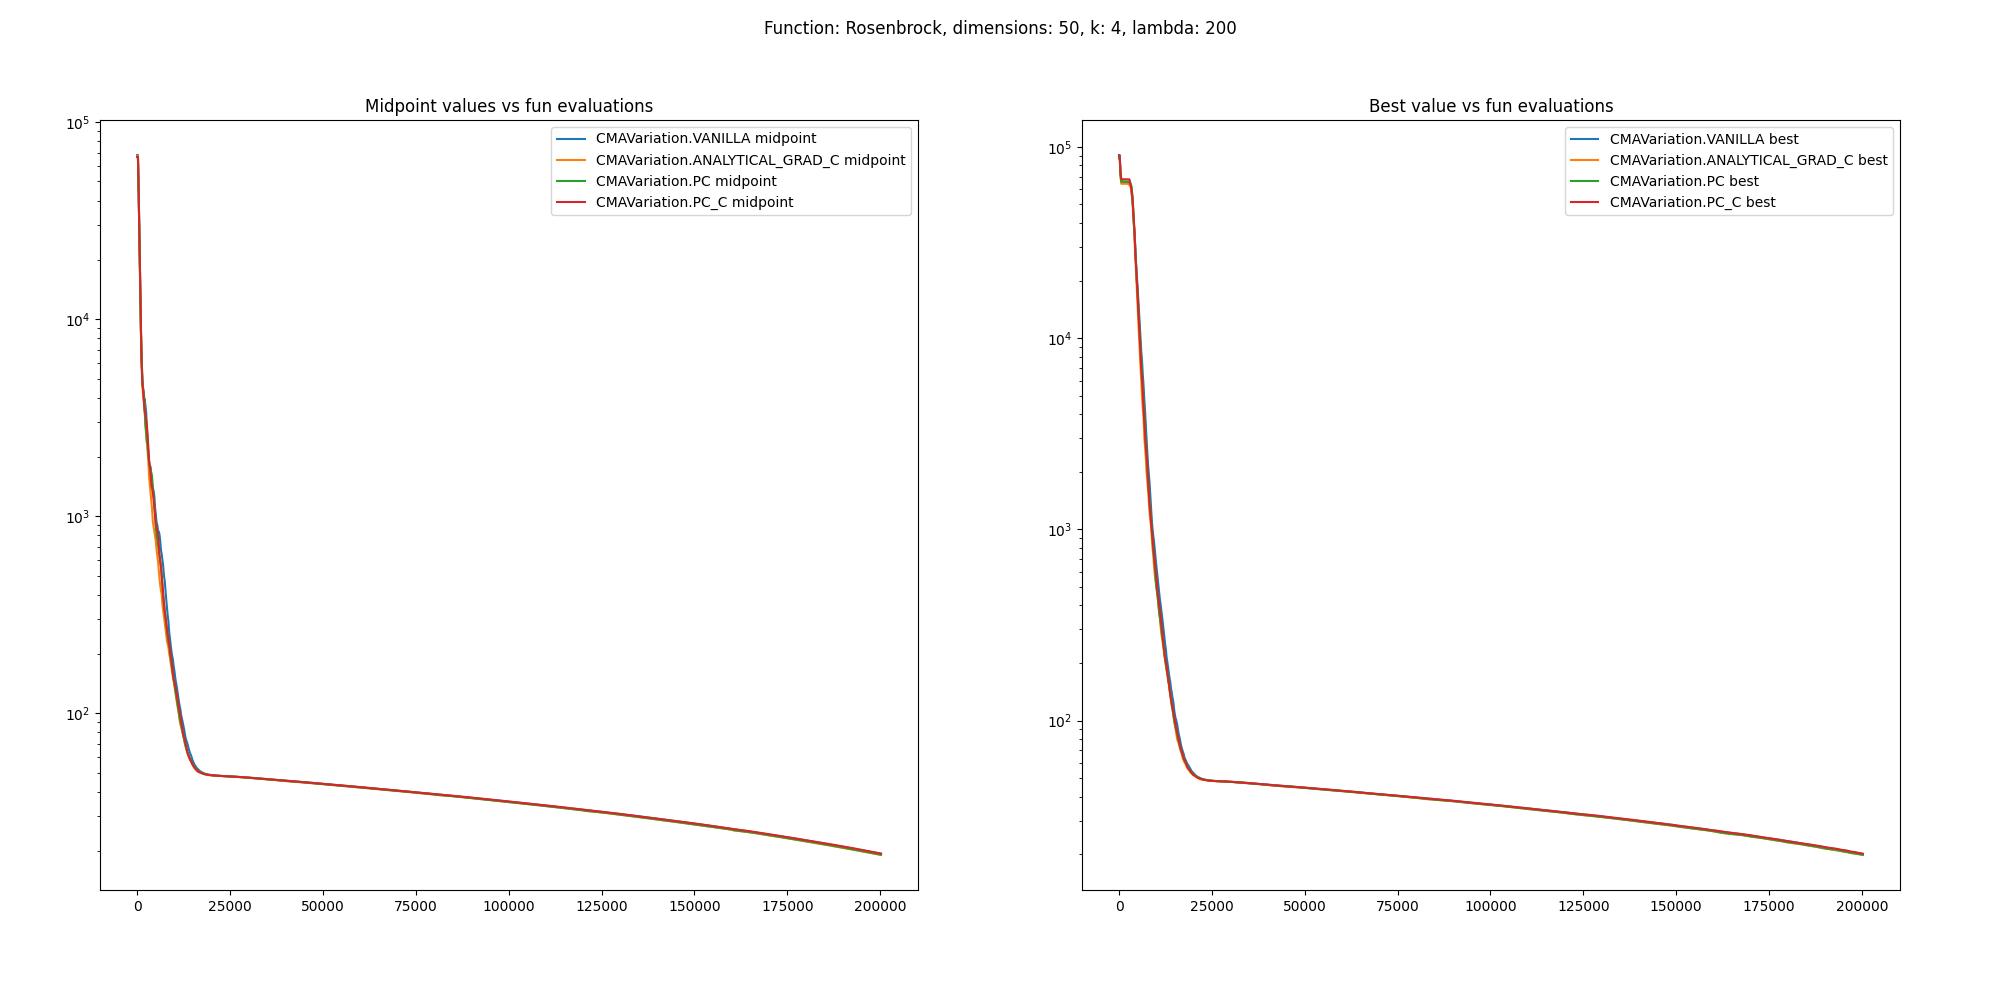 Function: Rosenbrock, dimensions: 50, k: 4, lambda: 200
Midpoint values vs fun evaluations
CMAVariation.VANILLA midpoint
CMAVariation.ANALYTICAL_GRAD_C midpoint
CMAVariation.PC midpoint
CMAVariation.PC_C midpoint
10^5
10^4
10^3
10^2
0 25000 50000 75000 100000 125000 150000 175000 200000
Best value vs fun evaluations
CMAVariation.VANILLA best
CMAVariation.ANALYTICAL_GRAD_C best
CMAVariation.PC best
CMAVariation.PC_C best
10^5
10^4
10^3
10^2
0 25000 50000 75000 100000 125000 150000 175000 200000